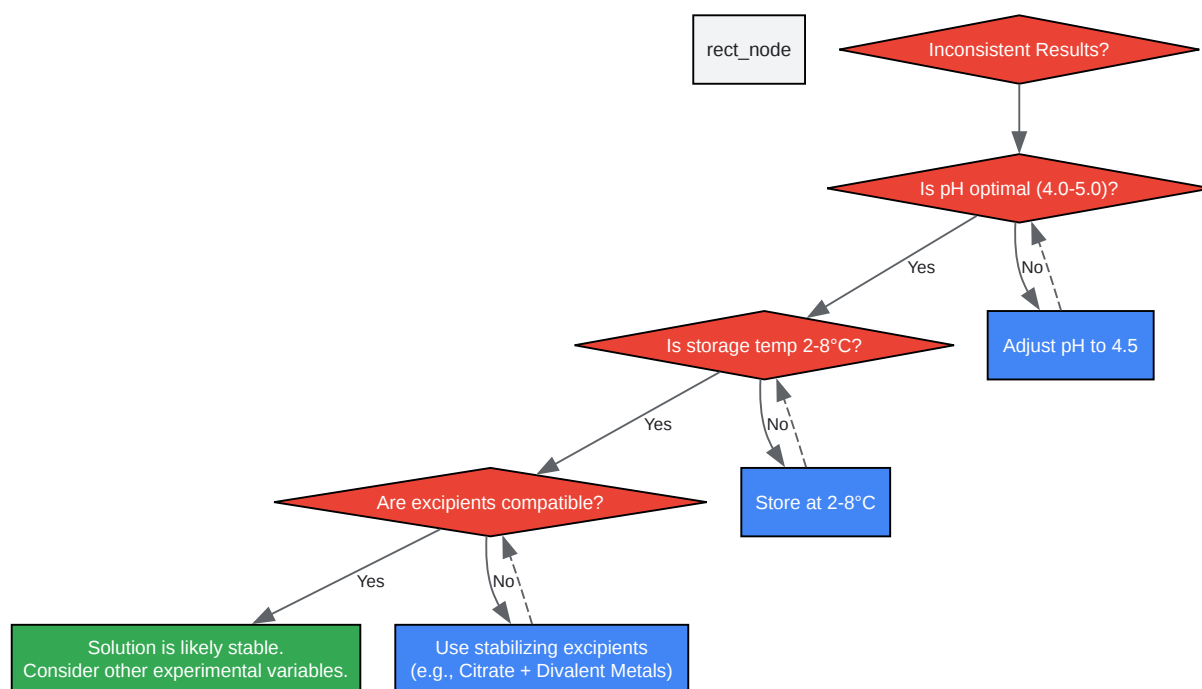 rect_node
Inconsistent Results?
Is pH optimal (4.0-5.0)?
Yes
No
Is storage temp 2-8°C?
Adjust pH to 4.5
Yes
No
Are excipients compatible?
Store at 2-8°C
Yes
No
Solution is likely stable.
Consider other experimental variables.
Use stabilizing excipients
(e.g., Citrate + Divalent Metals)